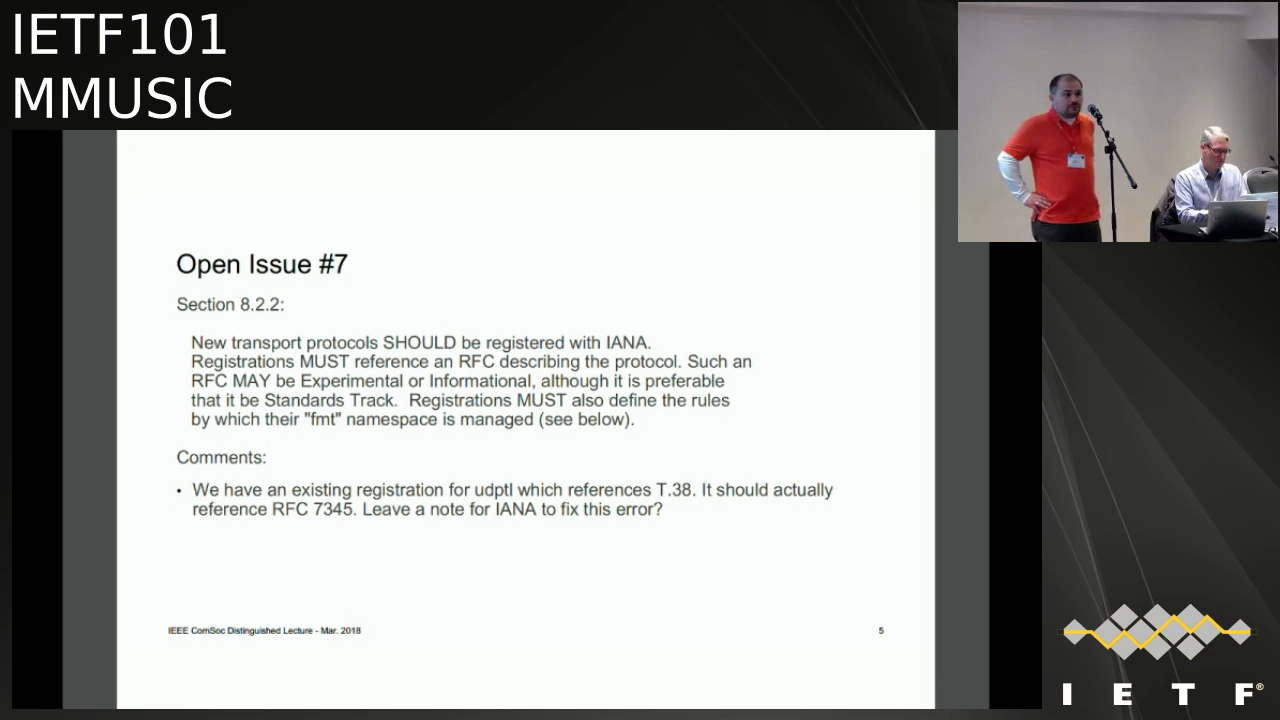 IETF101
MMUSIC
Open Issue #7
Section 8.2.2:
New transport protocols SHOULD be registered with IANA.
Registrations MUST reference an RFC describing the protocol. Such an
RFC MAY be Experimental or Informational, although it is preferable
that it be Standards Track.  Registrations MUST also define the rules
by which their "fmt" namespace is managed (see below).
Comments:
• We have an existing registration for udptl which references T.38. It should actually
reference RFC 7345. Leave a note for IANA to fix this error?
IEEE ComSoc Distinguished Lecture - Mar. 2018
5
I E T F®